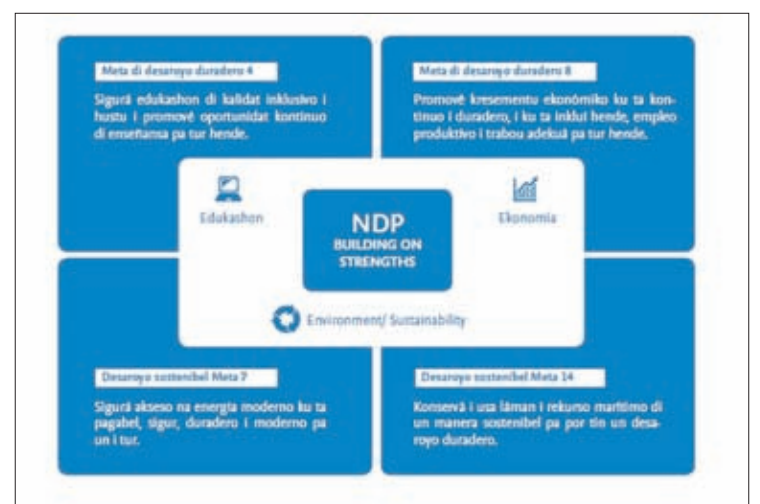 Meta di desaroyo duradero 4
Sigurá edukashon di kalidat inklusivo i
hustu i promové oportunidat kontinuo
di enseñansa pa tur hende.
Meta di desaroyo duradero 8
Promové kresementu ekonómiko ku ta kon-
tinuo i duradero, i ku ta inkluí hende, empleo
produktivo i trabou adekuá pa tur hende.
Edukashon
NDP
BUILDING ON
STRENGTHS
Ekonomia
Environment/ Sustainability
Desaroyo sostenibel Meta 7
Sigurá akseso na energia moderno ku ta
pagabel, sigur, duradero i moderno pa
un i tur.
Desaroyo sostenibel Meta 14
Konservá i usa láman i rekurso marítimo di
un manera sostenibel pa por tin un desa-
royo duradero.